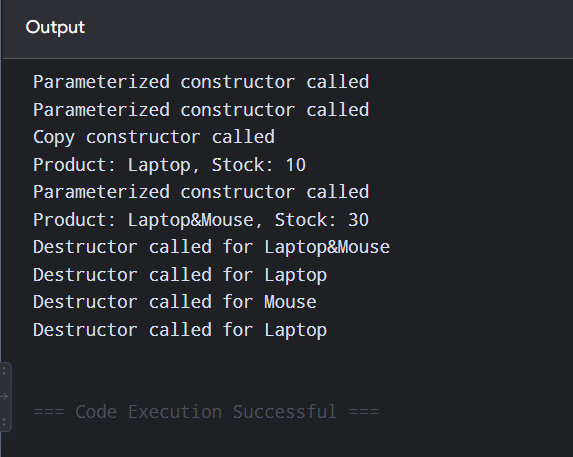 Output
Parameterized constructor called
Parameterized constructor called
Copy constructor called
Product: Laptop, Stock: 10
Parameterized constructor called
Product: Laptop&Mouse, Stock: 30
Destructor called for Laptop&Mouse
Destructor called for Laptop
Destructor called for Mouse
Destructor called for Laptop
=== Code Execution Successful ===